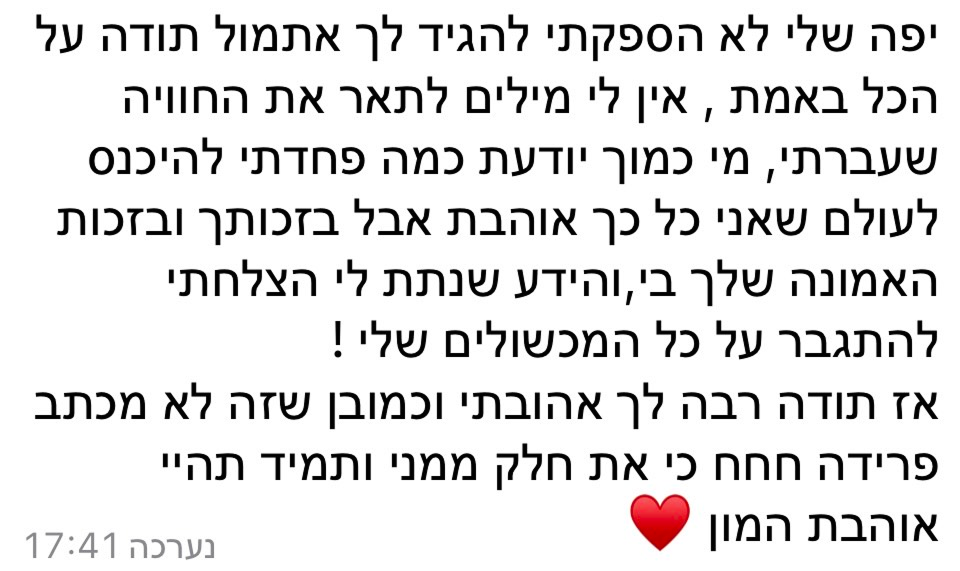 יפה שלי לא הספקתי להגיד לך אתמול תודה על
הכל באמת , אין לי מילים לתאר את החוויה
שעברתי, מי כמוך יודעת כמה פחדתי להיכנס
לעולם שאני כל כך אוהבת אבל בזכותך ובזכות
האמונה שלך בי,והידע שנתת לי הצלחתי
להתגבר על כל המכשולים שלי !
אז תודה רבה לך אהובתי וכמובן שזה לא מכתב
פרידה חחח כי את חלק ממני ותמיד תהיי
אוהבת המון ♥️
נערכה 17:41